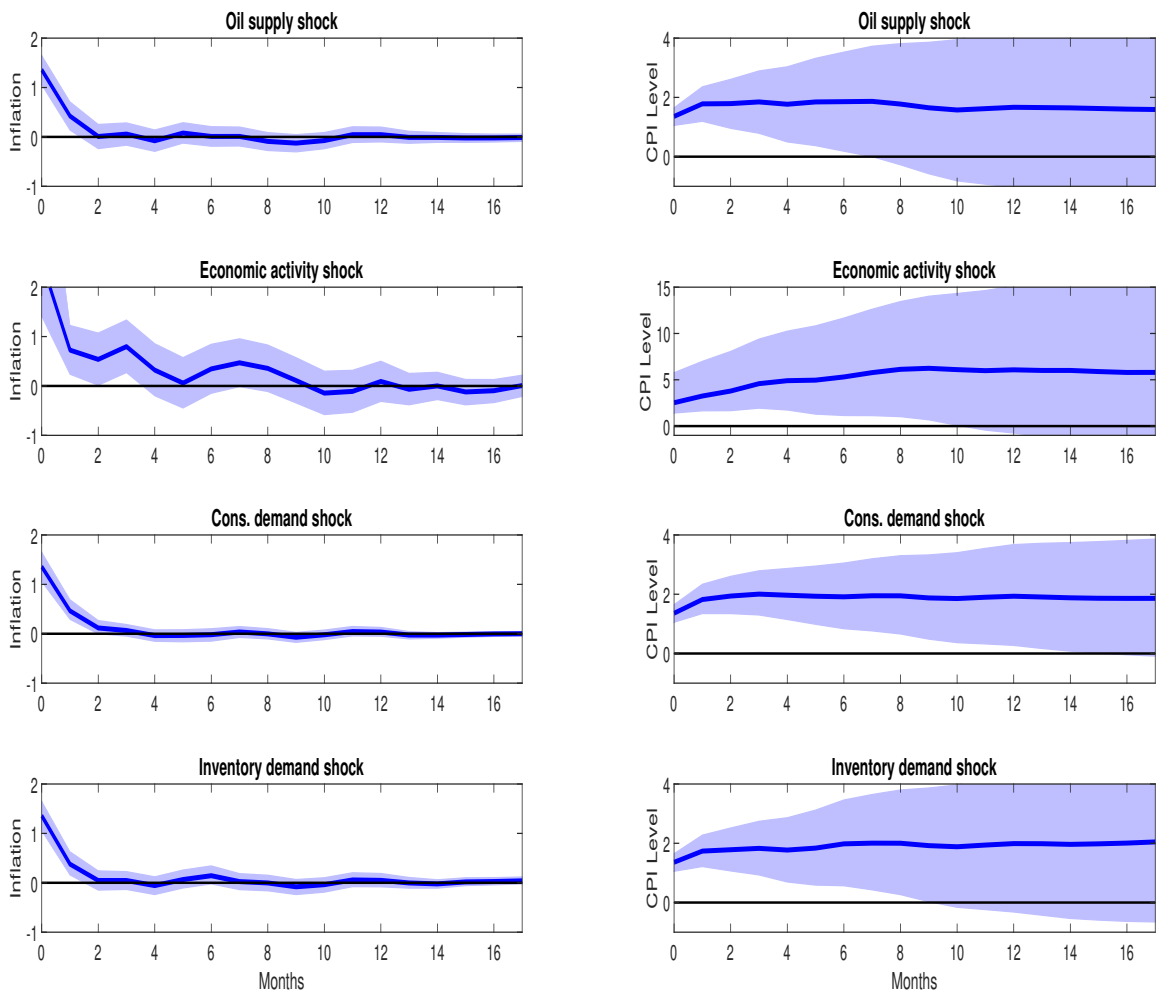 Oil supply shock
Inflation
2
1
0
-1
0 2 4 6 8 10 12 14 16
Oil supply shock
CPI Level
4
2
0
0 2 4 6 8 10 12 14 16
Economic activity shock
Inflation
2
1
0
-1
0 2 4 6 8 10 12 14 16
Economic activity shock
CPI Level
15
10
5
0
0 2 4 6 8 10 12 14 16
Cons. demand shock
Inflation
2
1
0
-1
0 2 4 6 8 10 12 14 16
Cons. demand shock
CPI Level
4
2
0
0 2 4 6 8 10 12 14 16
Inventory demand shock
Inflation
2
1
0
-1
0 2 4 6 8 10 12 14 16
Months
Inventory demand shock
CPI Level
4
2
0
0 2 4 6 8 10 12 14 16
Months